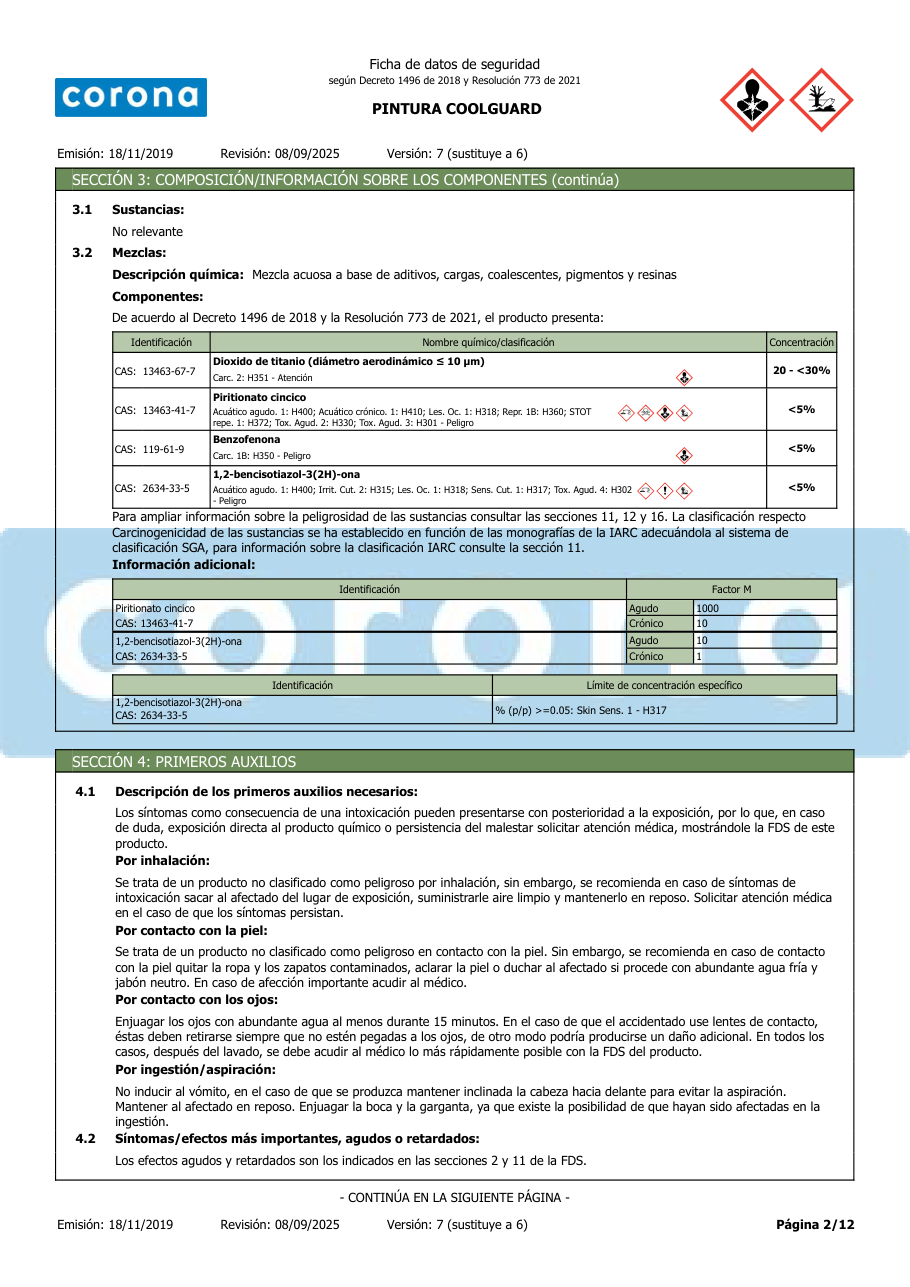 Ficha de datos de seguridad
según Decreto 1496 de 2018 y Resolución 773 de 2021
corona
PINTURA COOLGUARD
Emisión: 18/11/2019 Revisión: 08/09/2025 Versión: 7 (sustituye a 6)
SECCIÓN 3: COMPOSICIÓN/INFORMACIÓN SOBRE LOS COMPONENTES (continúa)
3.1 Sustancias:
No relevante
3.2 Mezclas:
Descripción química: Mezcla acuosa a base de aditivos, cargas, coalescentes, pigmentos y resinas
Componentes:
De acuerdo al Decreto 1496 de 2018 y la Resolución 773 de 2021, el producto presenta:
Identificación Nombre químico/clasificación Concentración
Dioxido de titanio (diámetro aerodinámico ≤ 10 µm)
CAS: 13463-67-7 20 - <30%
Carc. 2: H351 - Atención
Piritionato cincico
CAS: 13463-41-7 <5%
Acuático agudo. 1: H400; Acuático crónico. 1: H410; Les. Oc. 1: H318; Repr. 1B: H360; STOT
repe. 1: H372; Tox. Agud. 2: H330; Tox. Agud. 3: H301 - Peligro
Benzofenona
CAS: 119-61-9 <5%
Carc. 1B: H350 - Peligro
1,2-bencisotiazol-3(2H)-ona
CAS: 2634-33-5 <5%
Acuático agudo. 1: H400; Irrit. Cut. 2: H315; Les. Oc. 1: H318; Sens. Cut. 1: H317; Tox. Agud. 4: H302
- Peligro
Para ampliar información sobre la peligrosidad de las sustancias consultar las secciones 11, 12 y 16. La clasificación respecto
Carcinogenicidad de las sustancias se ha establecido en función de las monografías de la IARC adecuándola al sistema de
clasificación SGA, para información sobre la clasificación IARC consulte la sección 11.
Información adicional:
Identificación Factor M
Piritionato cincico Agudo 1000
CAS: 13463-41-7 Crónico 10
1,2-bencisotiazol-3(2H)-ona Agudo 10
CAS: 2634-33-5 Crónico 1
Identificación Límite de concentración específico
1,2-bencisotiazol-3(2H)-ona
CAS: 2634-33-5
% (p/p) >=0.05: Skin Sens. 1 - H317
corona
SECCIÓN 4: PRIMEROS AUXILIOS
4.1 Descripción de los primeros auxilios necesarios:
Los síntomas como consecuencia de una intoxicación pueden presentarse con posterioridad a la exposición, por lo que, en caso
de duda, exposición directa al producto químico o persistencia del malestar solicitar atención médica, mostrándole la FDS de este
producto.
Por inhalación:
Se trata de un producto no clasificado como peligroso por inhalación, sin embargo, se recomienda en caso de síntomas de
intoxicación sacar al afectado del lugar de exposición, suministrarle aire limpio y mantenerlo en reposo. Solicitar atención médica
en el caso de que los síntomas persistan.
Por contacto con la piel:
Se trata de un producto no clasificado como peligroso en contacto con la piel. Sin embargo, se recomienda en caso de contacto
con la piel quitar la ropa y los zapatos contaminados, aclarar la piel o duchar al afectado si procede con abundante agua fría y
jabón neutro. En caso de afección importante acudir al médico.
Por contacto con los ojos:
Enjuagar los ojos con abundante agua al menos durante 15 minutos. En el caso de que el accidentado use lentes de contacto,
éstas deben retirarse siempre que no estén pegadas a los ojos, de otro modo podría producirse un daño adicional. En todos los
casos, después del lavado, se debe acudir al médico lo más rápidamente posible con la FDS del producto.
Por ingestión/aspiración:
No inducir al vómito, en el caso de que se produzca mantener inclinada la cabeza hacia delante para evitar la aspiración.
Mantener al afectado en reposo. Enjuagar la boca y la garganta, ya que existe la posibilidad de que hayan sido afectadas en la
ingestión.
4.2 Síntomas/efectos más importantes, agudos o retardados:
Los efectos agudos y retardados son los indicados en las secciones 2 y 11 de la FDS.
- CONTINÚA EN LA SIGUIENTE PÁGINA -
Emisión: 18/11/2019 Revisión: 08/09/2025 Versión: 7 (sustituye a 6) Página 2/12